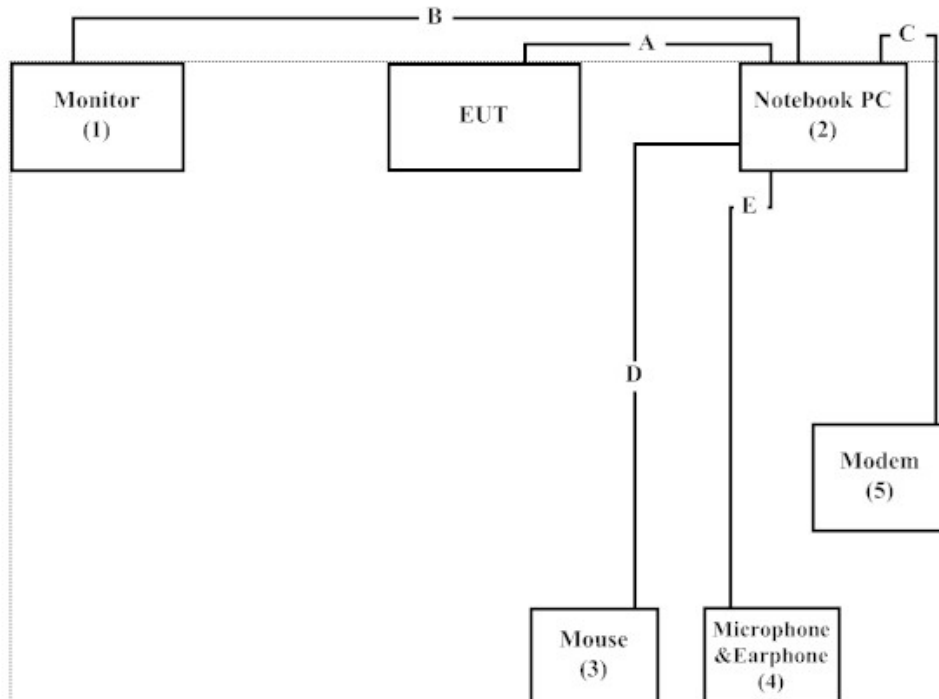 B
A
C
Monitor
(1)
EUT
Notebook PC
(2)
E
D
Modem
(5)
Mouse
(3)
Microphone
&Earphone
(4)